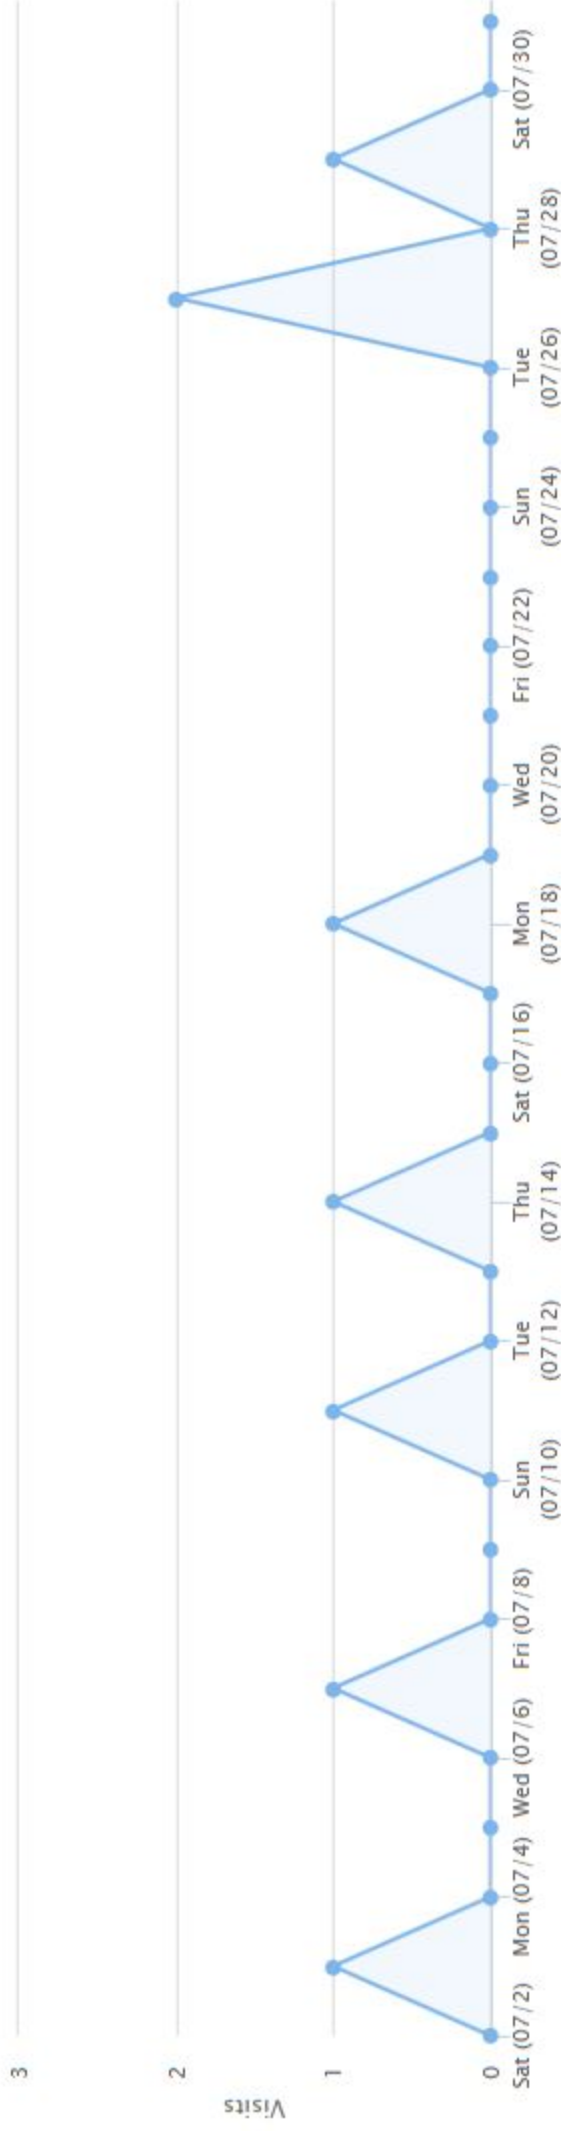 3
2
1
0
Visits
Sat (07/2)
Mon (07/4)
Wed (07/6)
Fri (07/8)
Sun
(07/10)
Tue
(07/12)
Thu
(07/14)
Sat (07/16)
Mon
(07/18)
Wed
(07/20)
Fri (07/22)
Sun
(07/24)
Tue
(07/26)
Thu
(07/28)
Sat (07/30)